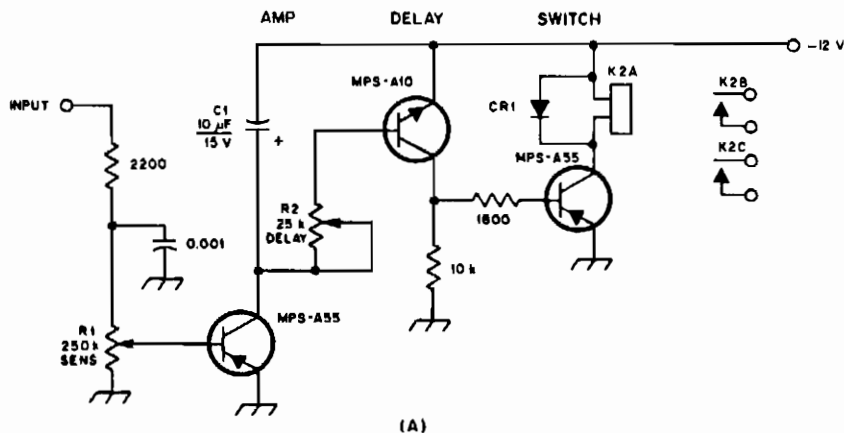 AMP
DELAY
SWITCH
-12 V
K2A
MPS-A10
K2B
INPUT
C1
10 µF
15 V
+
CR1
K2C
MPS-A55
2200
R2
25 k
DELAY
1600
0.001
10 k
MPS-A55
R1
250 k
SENS
(A)